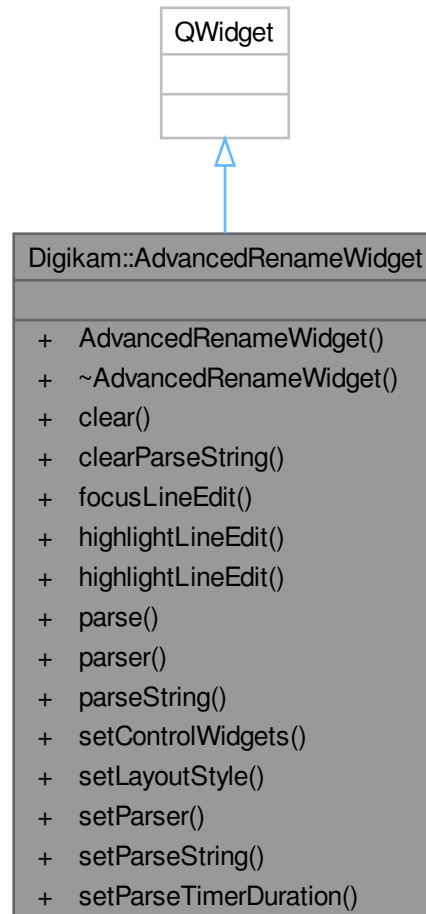 QWidget
Digikam::AdvancedRenameWidget
+ AdvancedRenameWidget()
+ ~AdvancedRenameWidget()
+ clear()
+ clearParseString()
+ focusLineEdit()
+ highlightLineEdit()
+ highlightLineEdit()
+ parse()
+ parser()
+ parseString()
+ setControlWidgets()
+ setLayoutStyle()
+ setParser()
+ setParseString()
+ setParseTimerDuration()